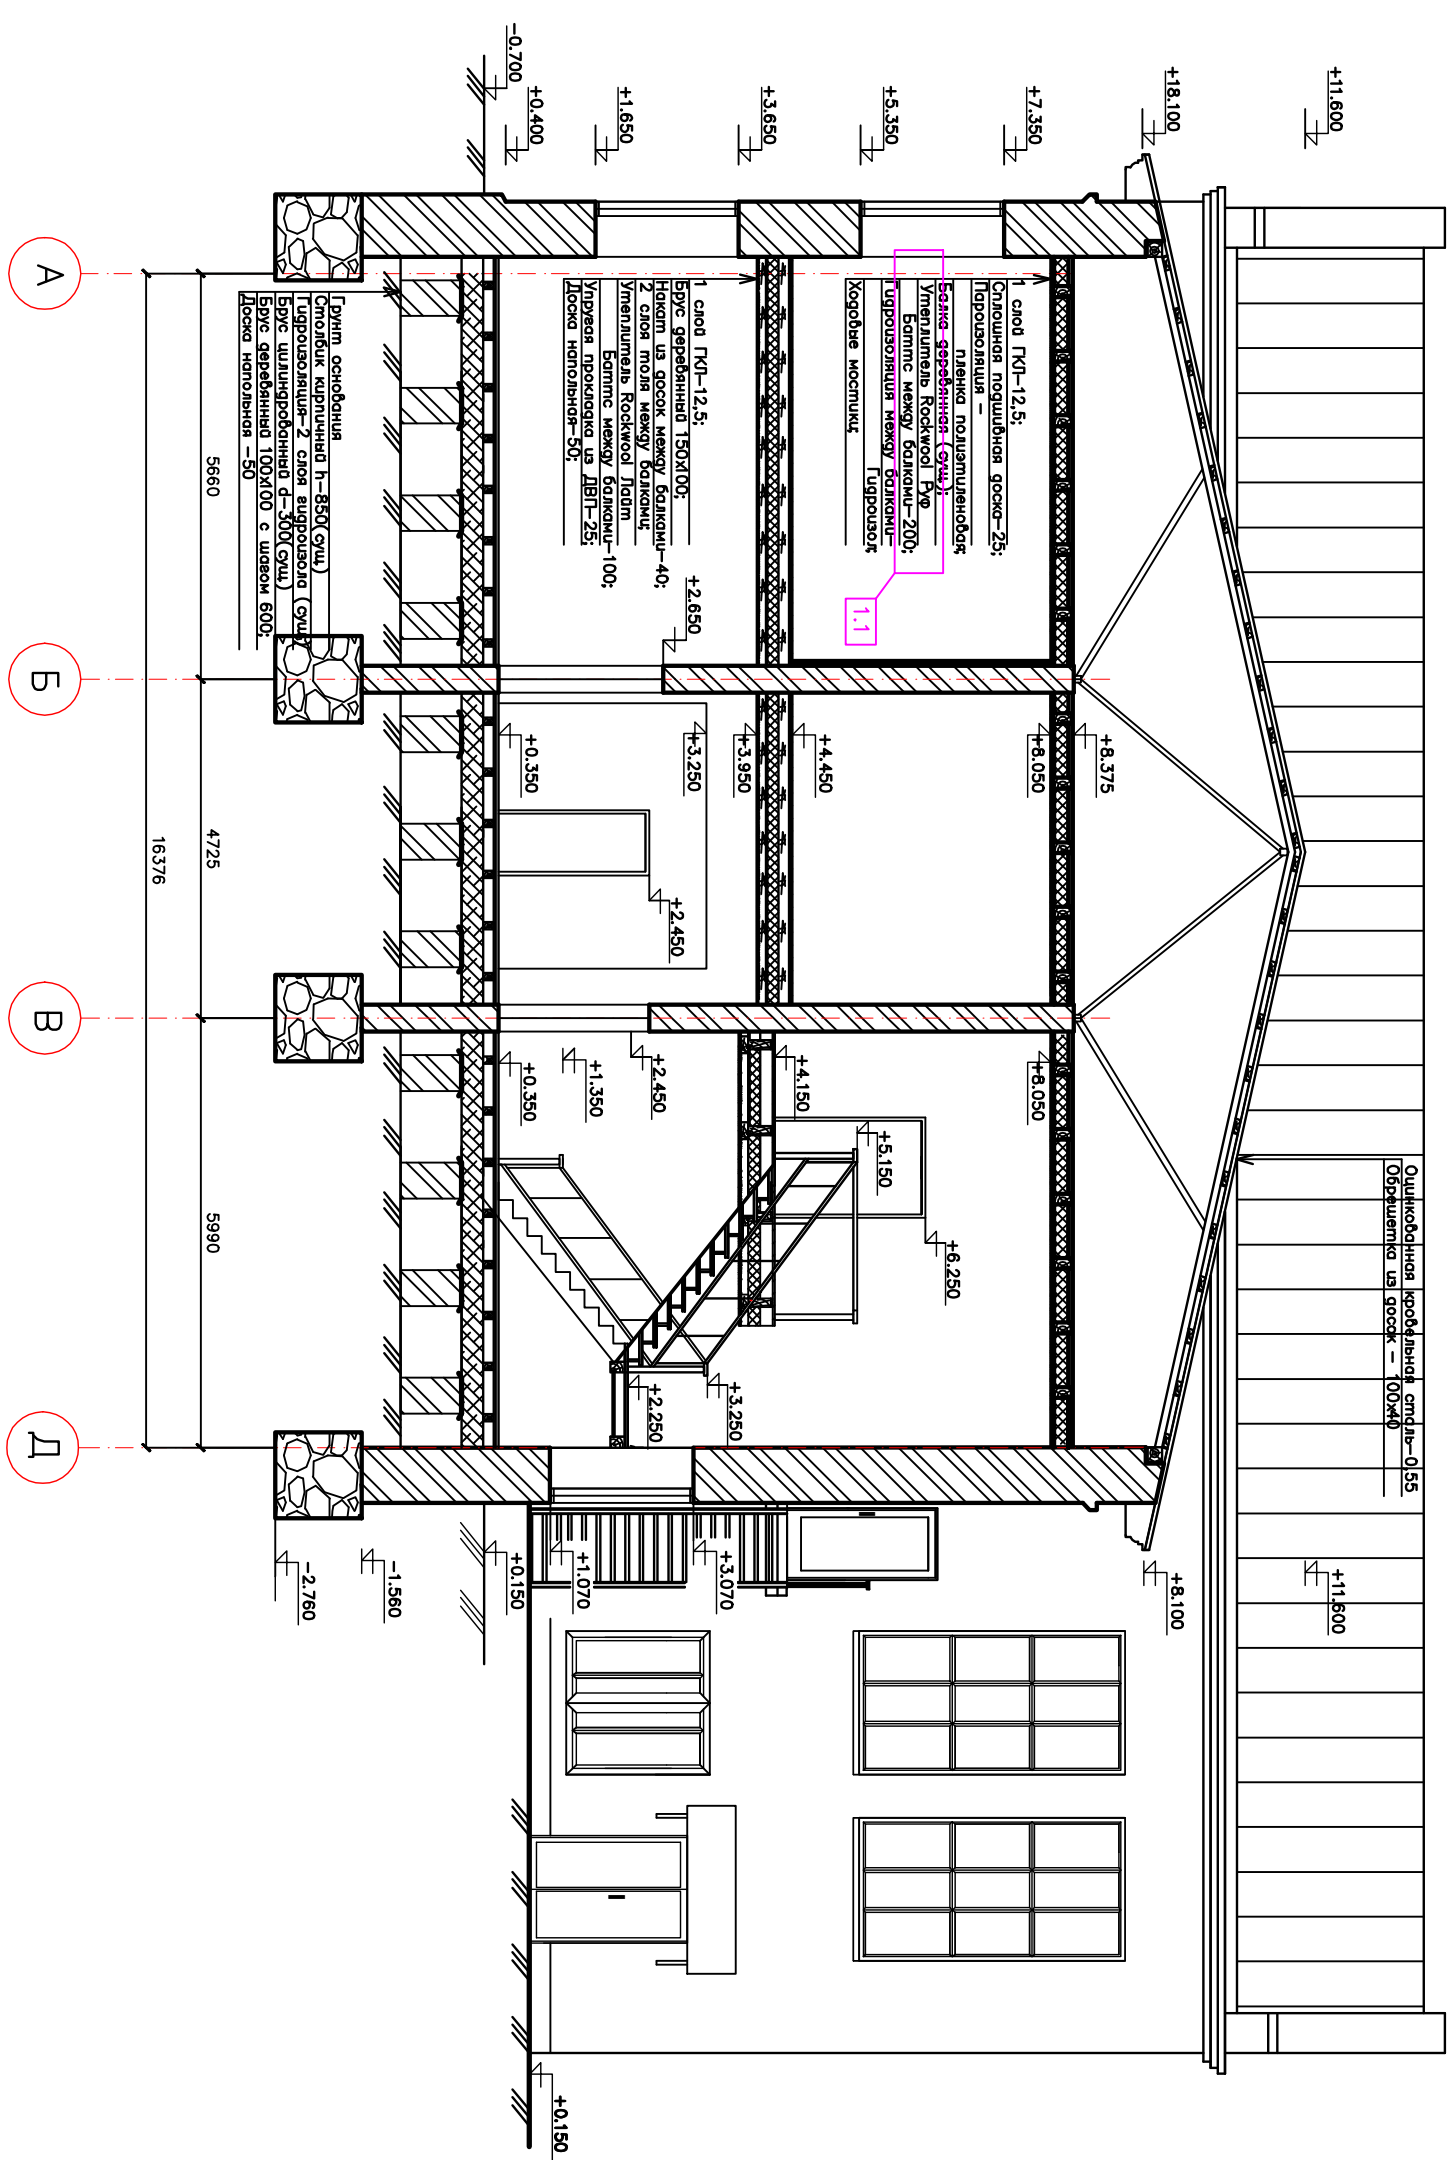 +11.600
+18.100
+7.350
+5.350
+3.650
+1.650
+0.400
-0.700
Оцинкованная кровельная сталь-0,55
Обрешетка из досок - 100х40
+11.600
+8.100
1 слой ГКЛ-12,5;
Сплошная подшивная доска-25;
Пароизоляция -
пленка полиэтиленовая;
Балка деревянная (сущ.);
Утеплитель Rockwool Руф
Баттс между балками-200;
Гидроизоляция между балками-
Гидроизол;
Ходовые мостики;
1.1
1 слой ГКЛ-12,5;
Брус деревянный 150х100;
Накат из досок между балками-40;
2 слоя толя между балками;
Утеплитель Rockwool Лайт
Баттс между балками-100;
Упругая прокладка из ДВП-25;
Доска напольная-50;
Грунт основания
Столбик кирпичный h-850(сущ.)
Гидроизоляция-2 слоя гидроизола (сущ.)
Брус цилиндрованный d-300(сущ.)
Брус деревянный 100х100 с шагом 600;
Доска напольная -50
+2.650
+8.375
+8.050
+4.450
+3.950
+3.250
+0.350
+2.450
+8.050
+4.150
+2.450
+1.350
+0.350
+5.150
+6.250
+3.250
+2.250
+3.070
+1.070
+0.150
-1.560
-2.760
+0.150
5660
4725
5990
16376
А
Б
В
Д